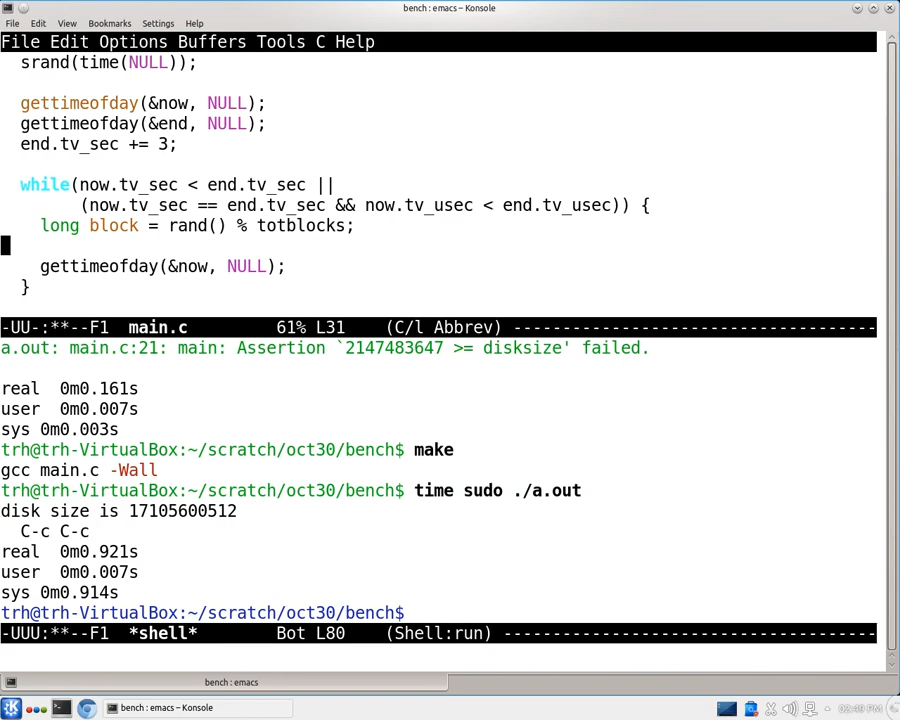 bench : emacs – Konsole
File Edit View Bookmarks Settings Help
File Edit Options Buffers Tools C Help
srand(time(NULL));
gettimeofday(&now, NULL);
gettimeofday(&end, NULL);
end.tv_sec += 3;
while(now.tv_sec < end.tv_sec ||
(now.tv_sec == end.tv_sec && now.tv_usec < end.tv_usec)) {
long block = rand() % totblocks;
gettimeofday(&now, NULL);
}
-UU-:**--F1 main.c 61% L31 (C/l Abbrev) -------------------------------------
a.out: main.c:21: main: Assertion `2147483647 >= disksize' failed.
real 0m0.161s
user 0m0.007s
sys 0m0.003s
trh@trh-VirtualBox:~/scratch/oct30/bench$ make
gcc main.c -Wall
trh@trh-VirtualBox:~/scratch/oct30/bench$ time sudo ./a.out
disk size is 17105600512
C-c C-c
real 0m0.921s
user 0m0.007s
sys 0m0.914s
trh@trh-VirtualBox:~/scratch/oct30/bench$
-UUU:**--F1 *shell* Bot L80 (Shell:run) --------------------------------------
bench : emacs
bench : emacs – Konsole
02:49 PM